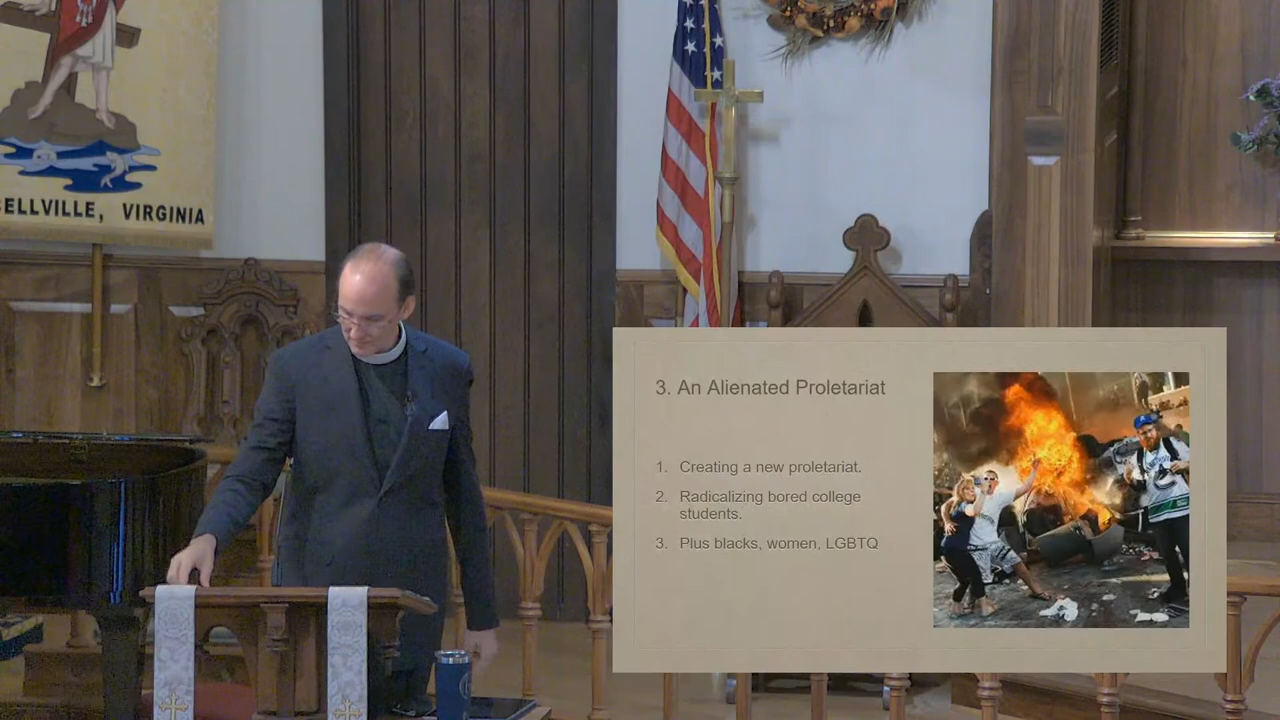 VIRGINIA
3. An Alienated Proletariat
1. Creating a new proletariat.
2. Radicalizing bored college
students.
3. Plus blacks, women, LGBTQ